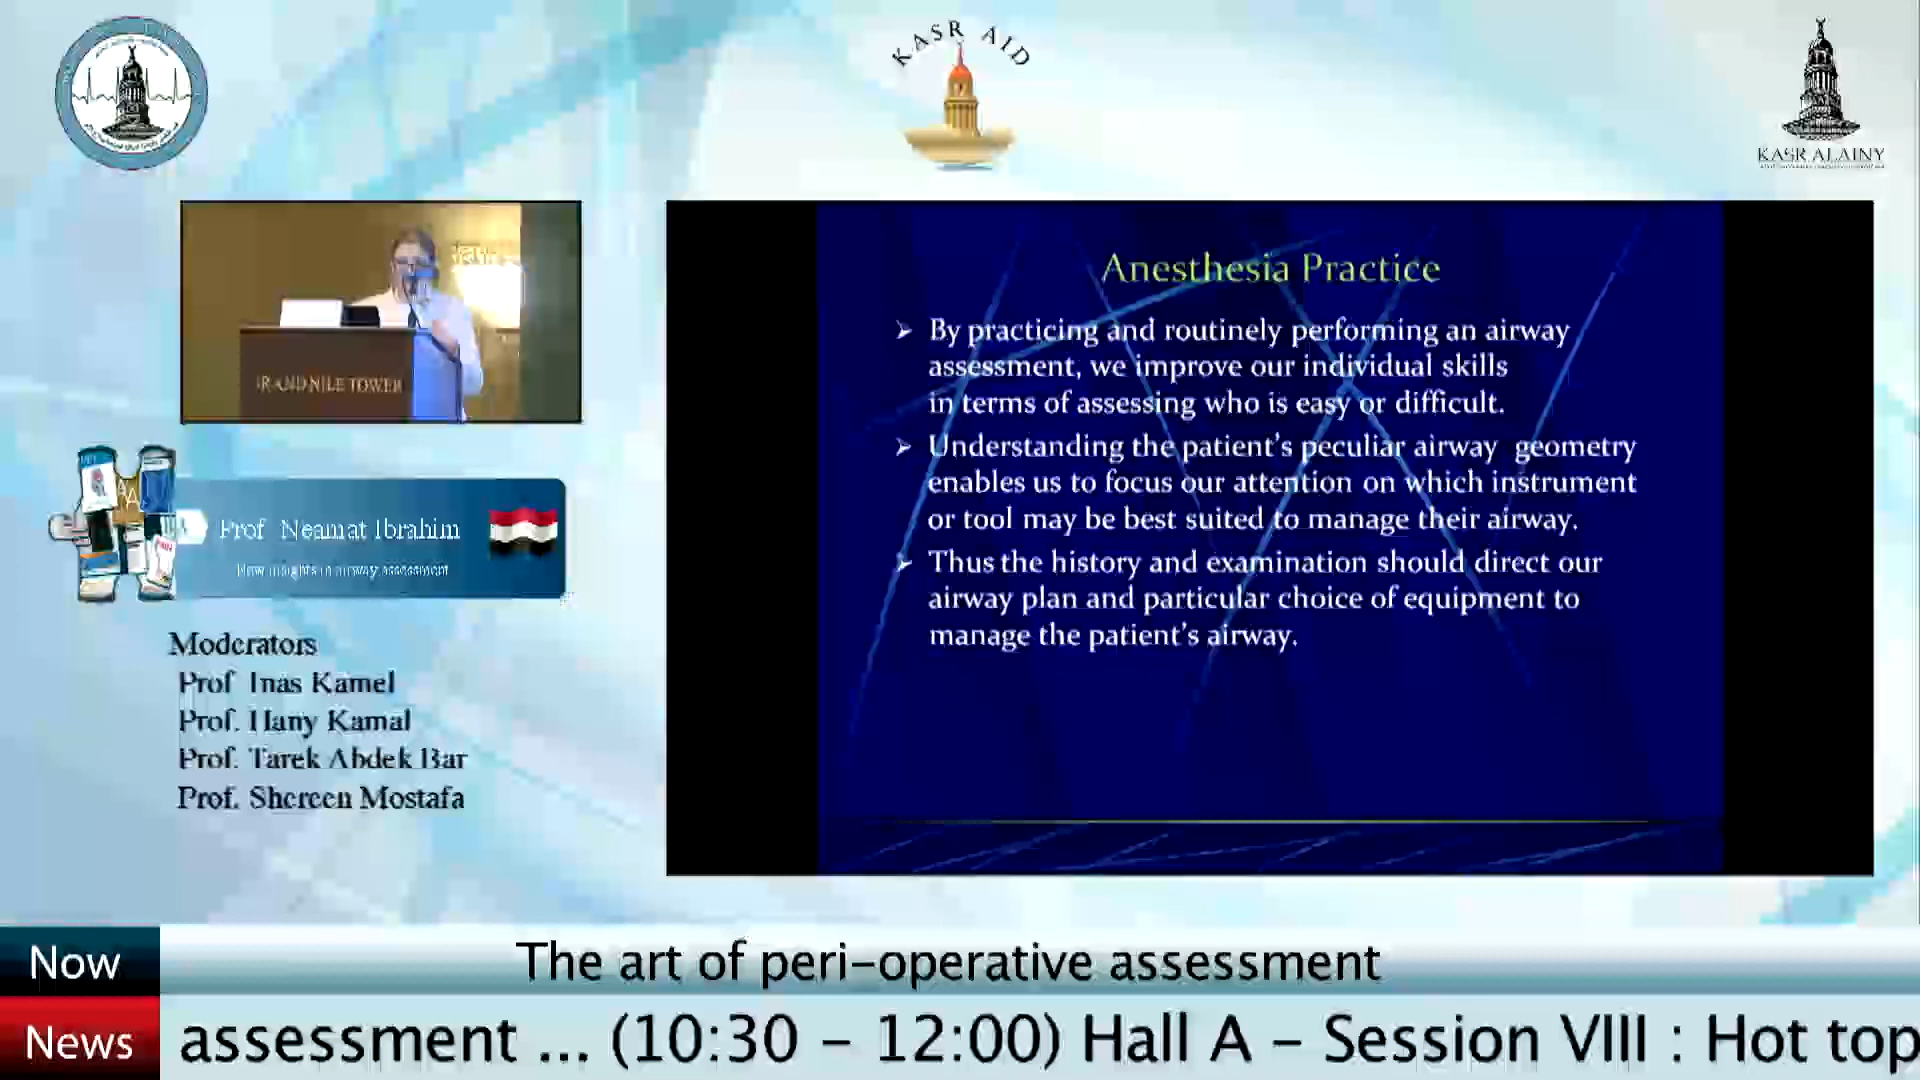 KASR AID
KASR ALAINY
RAND NILE TOWER
Prof Neamat Ibrahim
New insights in airway assessment
Moderators
Prof Inas Kamel
Prof. Hany Kamal
Prof. Tarek Abdek Bar
Prof. Shereen Mostafa
Anesthesia Practice
➢ By practicing and routinely performing an airway
assessment, we improve our individual skills
in terms of assessing who is easy or difficult.
➢ Understanding the patient's peculiar airway geometry
enables us to focus our attention on which instrument
or tool may be best suited to manage their airway.
➢ Thus the history and examination should direct our
airway plan and particular choice of equipment to
manage the patient's airway.
Now
The art of peri-operative assessment
News
assessment ... (10:30 - 12:00) Hall A - Session VIII : Hot top